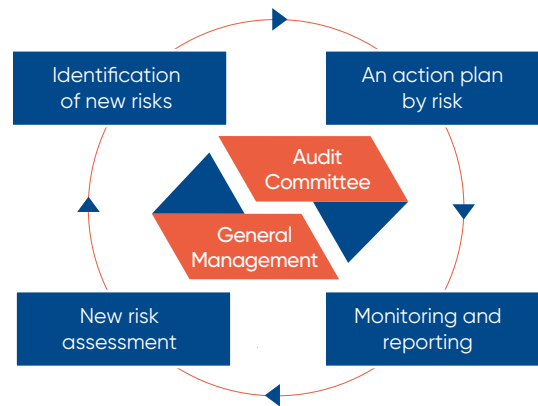 Identification
of new risks
An action plan
by risk
Audit
Committee
General
Management
New risk
assessment
Monitoring and
reporting